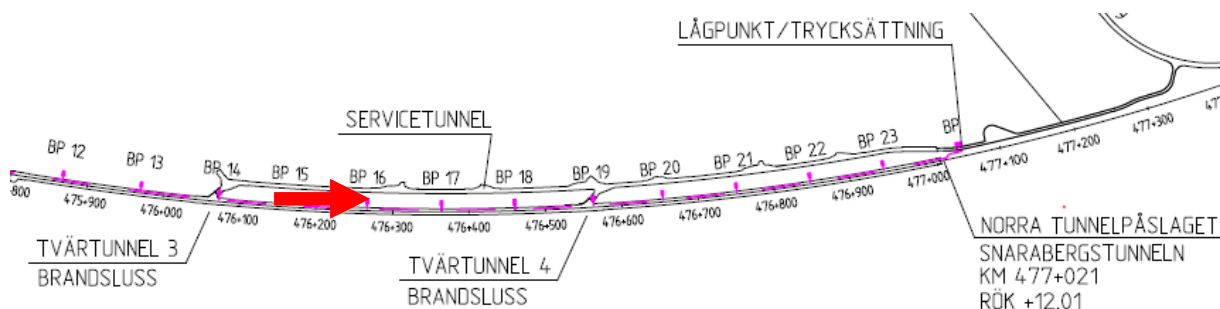 LÅGPUNKT/TRYCKSÄTTNING
SERVICETUNNEL
BP 12
BP 13
BP 14
BP 15
BP 16
BP 17
BP 18
BP 19
BP 20
BP 21
BP 22
BP 23
BP
-800
475+900
476+000
476+100
476+200
476+300
476+400
476+500
476+600
476+700
476+800
476+900
477+000
477+100
477+200
477+300
TVÄRTUNNEL 3
BRANDSLUSS
TVÄRTUNNEL 4
BRANDSLUSS
NORRA TUNNELPÅSLAGET
SNARABERGSTUNNELN
KM 477+021
RÖK +12.01